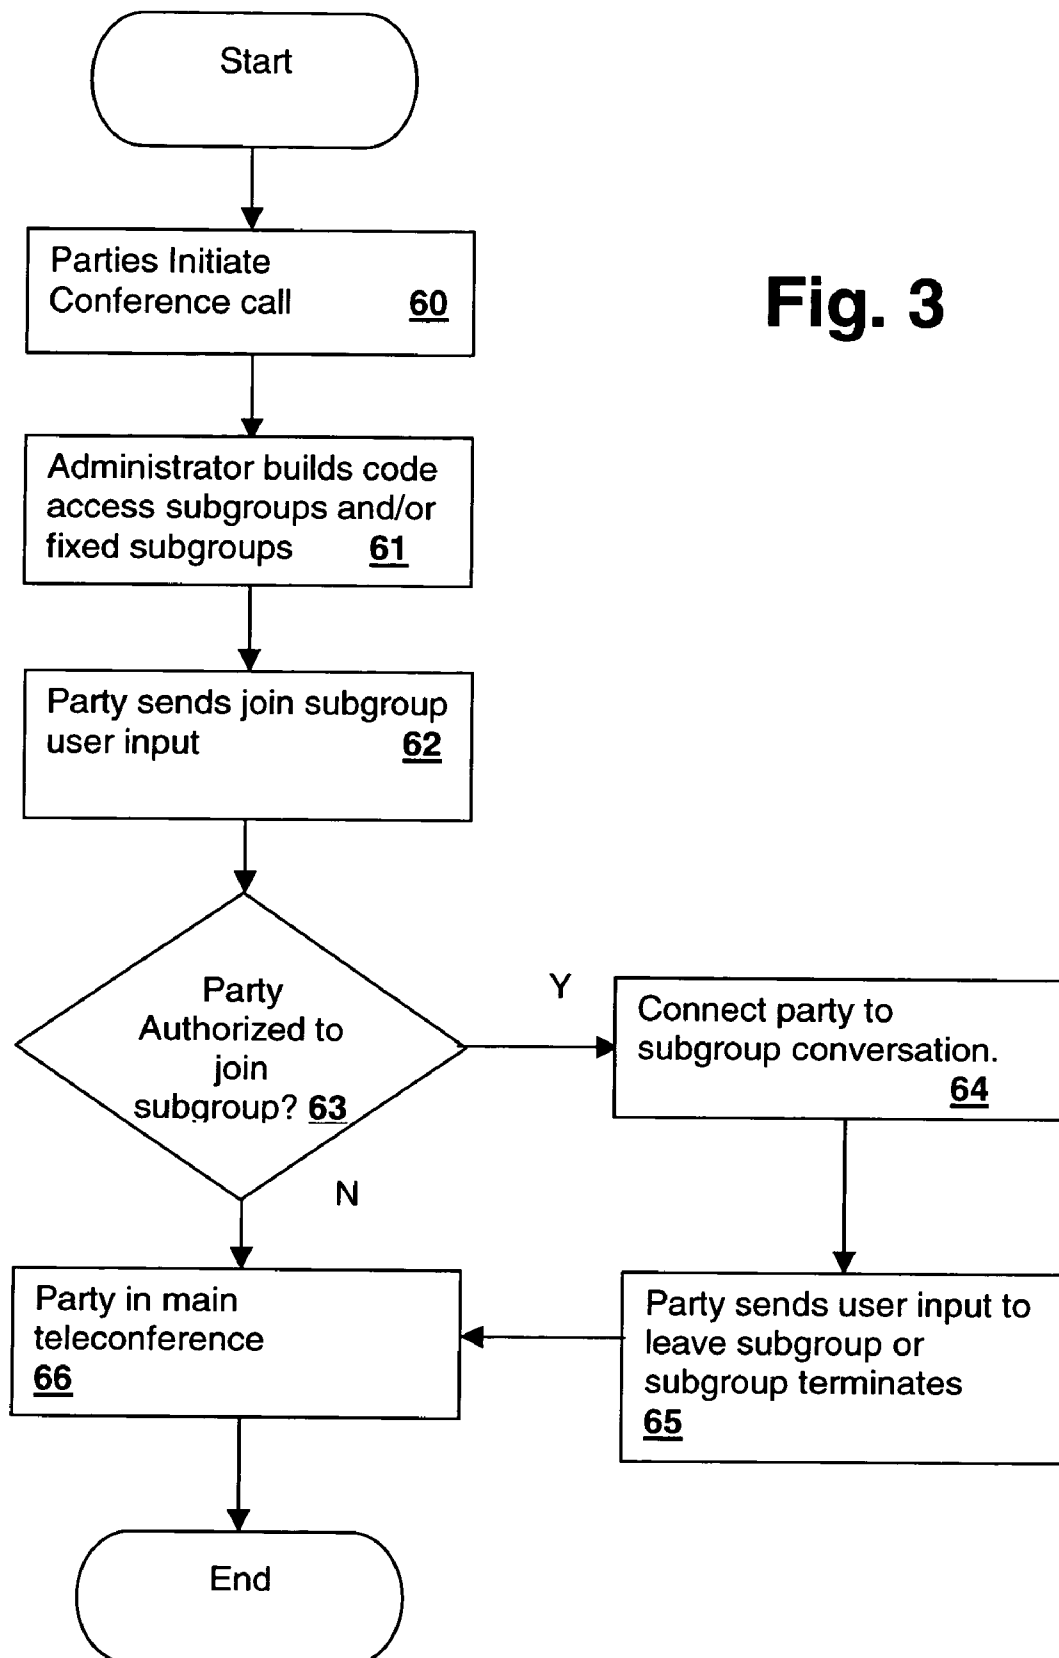 Start
Parties Initiate
Conference call 60
Fig. 3
Administrator builds code
access subgroups and/or
fixed subgroups 61
Party sends join subgroup
user input 62
Party
Authorized to
join
subgroup? 63
Y
N
Connect party to
subgroup conversation.
64
Party in main
teleconference
66
Party sends user input to
leave subgroup or
subgroup terminates
65
End